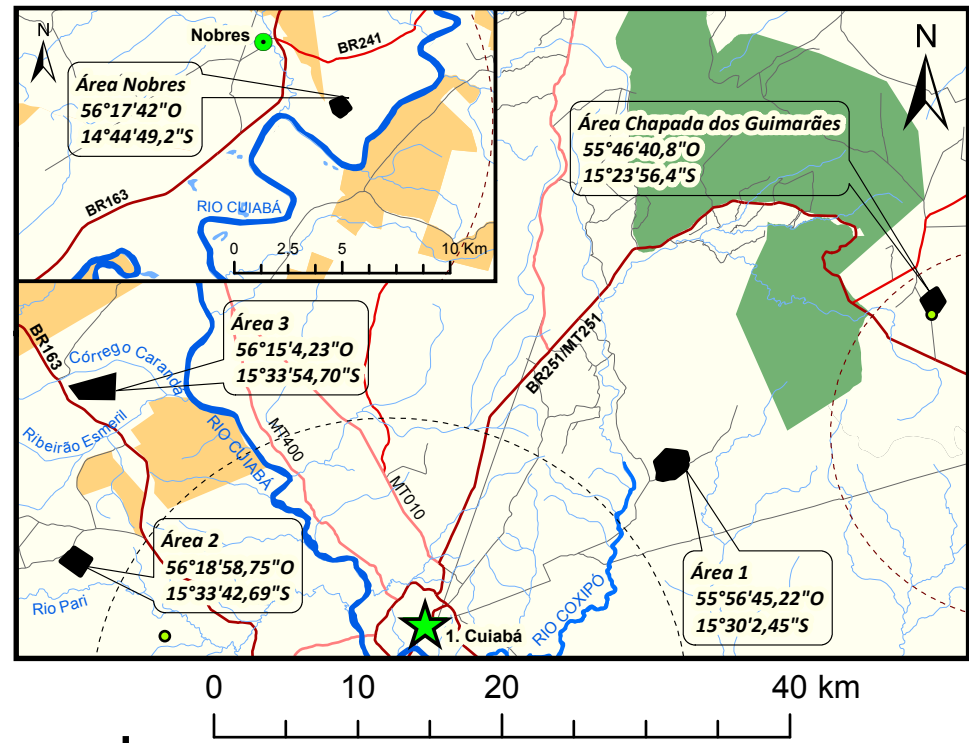 N
Nobres
BR241
Área Nobres
56°17'42"O
14°44'49,2"S
BR163
RIO CUIABÁ
0 2,5 5 10 Km
N
Área Chapada dos Guimarães
55°46'40,8"O
15°23'56,4"S
Área 3
56°15'4,23"O
15°33'54,70"S
BR163
Córrego Carandá
Ribeirão Esmeril
RIO CUIABÁ
MT400
MT010
BR251/MT251
Área 2
56°18'58,75"O
15°33'42,69"S
Rio Pari
1. Cuiabá
RIO COXIPÓ
Área 1
55°56'45,22"O
15°30'2,45"S
0 10 20 40 km